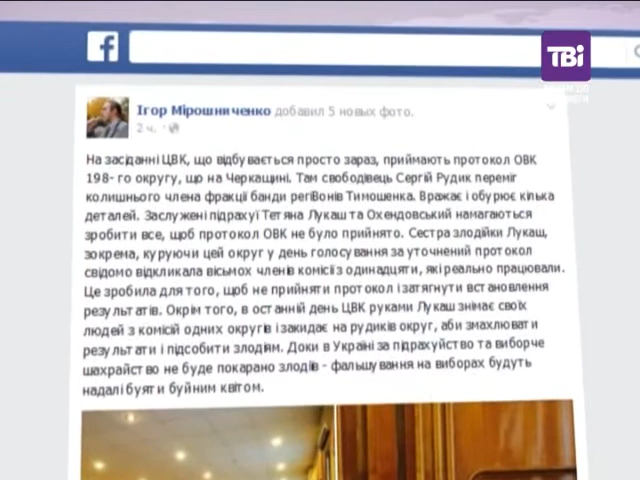 ТВі
Ігор Мірошниченко добавил 5 новых фото.
2 ч. ·
На засіданні ЦВК, що відбувається просто зараз, приймають протокол ОВК
198- го округу, що на Черкащині. Там свободівець Сергій Рудик переміг
колишнього члена фракції банди регіВонів Тимошенка. Вражає і обурює кілька
деталей. Заслужені підрахуї Тетяна Лукаш та Охендовський намагаються
зробити все, щоб протокол ОВК не було прийнято. Сестра злодійки Лукаш,
зокрема, куруючи цей округ у день голосування за уточнений протокол
свідомо відкликала вісьмох членів комісії з одинадцяти, які реально працювали.
Це зробила для того, щоб не прийняти протокол і затягнути встановлення
результатів. Окрім того, в останній день ЦВК руками Лукаш знімає своїх
людей з комісій одних округів і закидає на рудиків округ, аби змахлювати
результати і підсобити злодіям. Доки в Україні за підрахуйство та виборче
шахрайство не буде покарано злодів - фальшування на виборах будуть
надалі буяти буйним квітом.